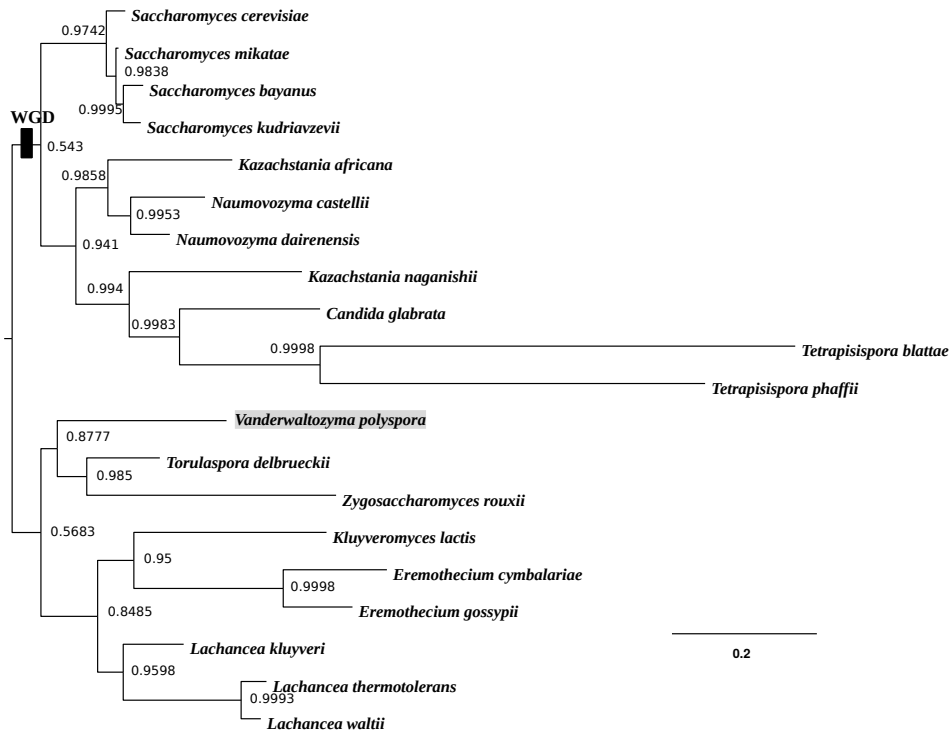 Saccharomyces cerevisiae
0.9742
Saccharomyces mikatae
0.9838
Saccharomyces bayanus
0.9995
WGD
Saccharomyces kudriavzevii
0.543
Kazachstania africana
0.9858
Naumovozyma castellii
0.9953
Naumovozyma dairenensis
0.941
Kazachstania naganishii
0.994
Candida glabrata
0.9983
0.9998
Tetrapisispora blattae
Tetrapisispora phaffii
Vanderwaltozyma polyspora
0.8777
Torulaspora delbrueckii
0.985
Zygosaccharomyces rouxii
0.5683
Kluyveromyces lactis
0.95
Eremothecium cymbalariae
0.9998
Eremothecium gossypii
0.8485
Lachancea kluyveri
0.2
0.9598
Lachancea thermotolerans
0.9993
Lachancea waltii